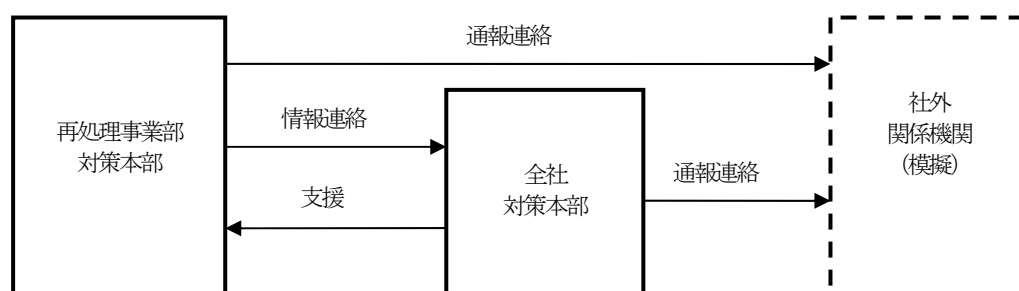 通報連絡
再処理事業部
対策本部
情報連絡
支援
全社
対策本部
通報連絡
社外
関係機関
(模擬)